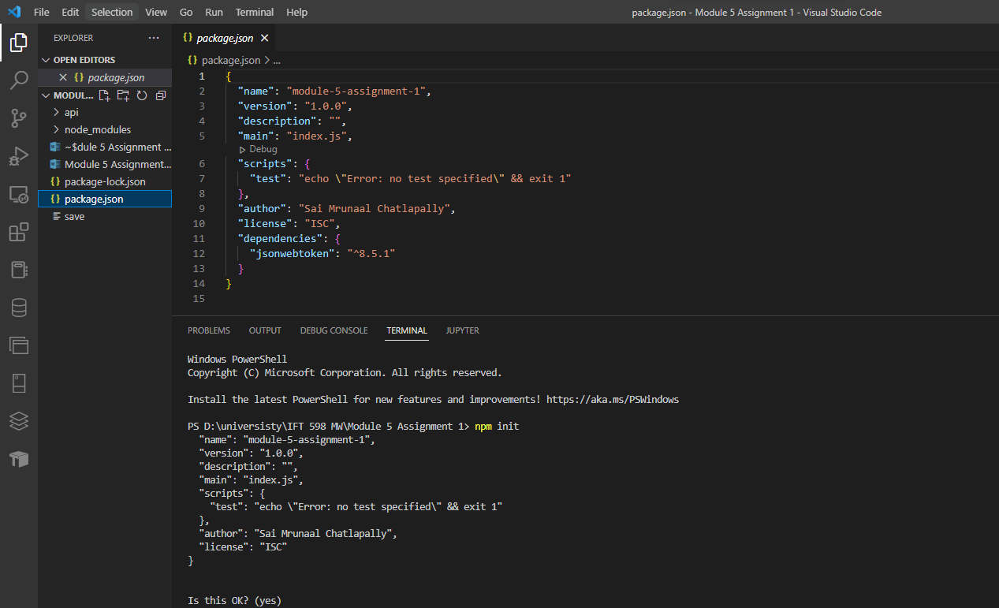 File Edit Selection View Go Run Terminal Help package.json - Module 5 Assignment 1 - Visual Studio Code
EXPLORER ...
OPEN EDITORS
package.json
MODUL...
api
node_modules
~$dule 5 Assignment ...
Module 5 Assignment...
package-lock.json
package.json
save
{} package.json
{} package.json > ...
1 {
2 "name": "module-5-assignment-1",
3 "version": "1.0.0",
4 "description": "",
5 "main": "index.js",
Debug
6 "scripts": {
7 "test": "echo \"Error: no test specified\" && exit 1"
8 },
9 "author": "Sai Mrunaal Chatlapally",
10 "license": "ISC",
11 "dependencies": {
12 "jsonwebtoken": "^8.5.1"
13 }
14 }
15
PROBLEMS OUTPUT DEBUG CONSOLE TERMINAL JUPYTER
Windows PowerShell
Copyright (C) Microsoft Corporation. All rights reserved.
Install the latest PowerShell for new features and improvements! https://aka.ms/PSWindows
PS D:\universisty\IFT 598 MW\Module 5 Assignment 1> npm init
"name": "module-5-assignment-1",
"version": "1.0.0",
"description": "",
"main": "index.js",
"scripts": {
"test": "echo \"Error: no test specified\" && exit 1"
},
"author": "Sai Mrunaal Chatlapally",
"license": "ISC"
}
Is this OK? (yes)